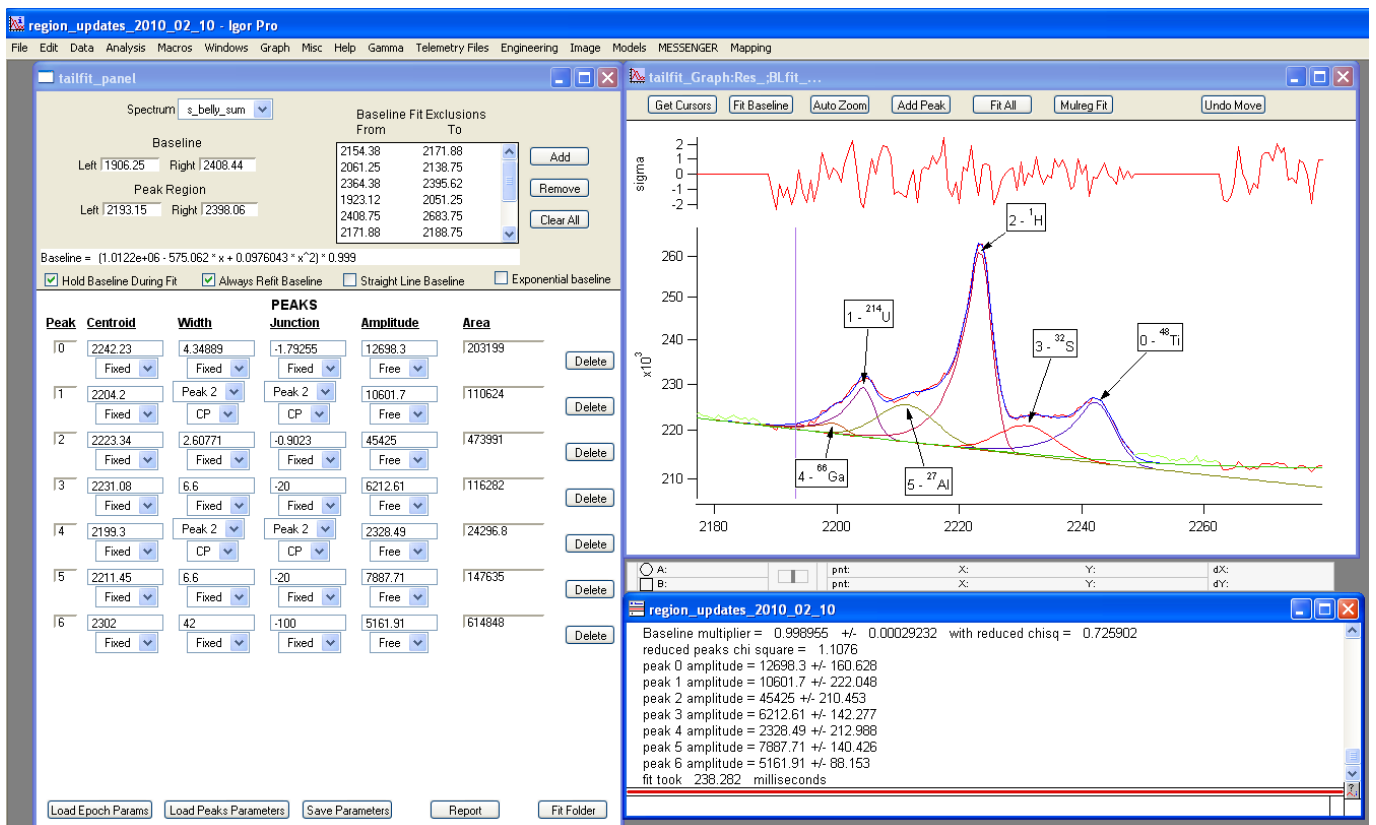 region_updates_2010_02_10 - Igor Pro
File Edit Data Analysis Macros Windows Graph Misc Help Gamma Telemetry Files Engineering Image Models MESSENGER Mapping
tailfit_panel
Spectrum s_belly_sum
Baseline
Left 1906.25 Right 2408.44
Peak Region
Left 2193.15 Right 2398.06
Baseline Fit Exclusions
From To
2154.38 2171.88
2061.25 2138.75
2364.38 2395.62
1923.12 2051.25
2408.75 2683.75
2171.88 2188.75
Add
Remove
Clear All
Baseline = (1.0122e+06 - 575.062 * x + 0.0976043 * x^2) * 0.999
Hold Baseline During Fit Always Refit Baseline Straight Line Baseline Exponential baseline
PEAKS
Peak Centroid Width Junction Amplitude Area
0 2242.23 4.34889 -1.79255 12698.3 203199
Fixed Fixed Fixed Free Delete
1 2204.2 Peak 2 Peak 2 10601.7 110624
Fixed CP CP Free Delete
2 2223.34 2.60771 -0.9023 45425 473991
Fixed Fixed Fixed Free Delete
3 2231.08 6.6 -20 6212.61 116282
Fixed Fixed Fixed Free Delete
4 2199.3 Peak 2 Peak 2 2328.49 24296.8
Fixed CP CP Free Delete
5 2211.45 6.6 -20 7887.71 147635
Fixed Fixed Fixed Free Delete
6 2302 42 -100 5161.91 614848
Fixed Fixed Fixed Free Delete
Load Epoch Params Load Peaks Parameters Save Parameters Report Fit Folder
tailfit_Graph:Res_;BLfit_...
Get Cursors Fit Baseline Auto Zoom Add Peak Fit All Mulreg Fit Undo Move
sigma
2
1
0
-1
-2
x10³
260
250
240
230
220
210
2180 2200 2220 2240 2260
2 - ¹H
1 - ²¹⁴U
3 - ³²S
0 - ⁴⁸Ti
4 - ⁶⁶Ga
5 - ²⁷Al
A: pnt: X: Y: dX:
B: pnt: X: Y: dY:
region_updates_2010_02_10
Baseline multiplier = 0.998955 +/- 0.00029232 with reduced chisq = 0.725902
reduced peaks chi square = 1.1076
peak 0 amplitude = 12698.3 +/- 160.628
peak 1 amplitude = 10601.7 +/- 222.048
peak 2 amplitude = 45425 +/- 210.453
peak 3 amplitude = 6212.61 +/- 142.277
peak 4 amplitude = 2328.49 +/- 212.988
peak 5 amplitude = 7887.71 +/- 140.426
peak 6 amplitude = 5161.91 +/- 88.153
fit took 238.282 milliseconds